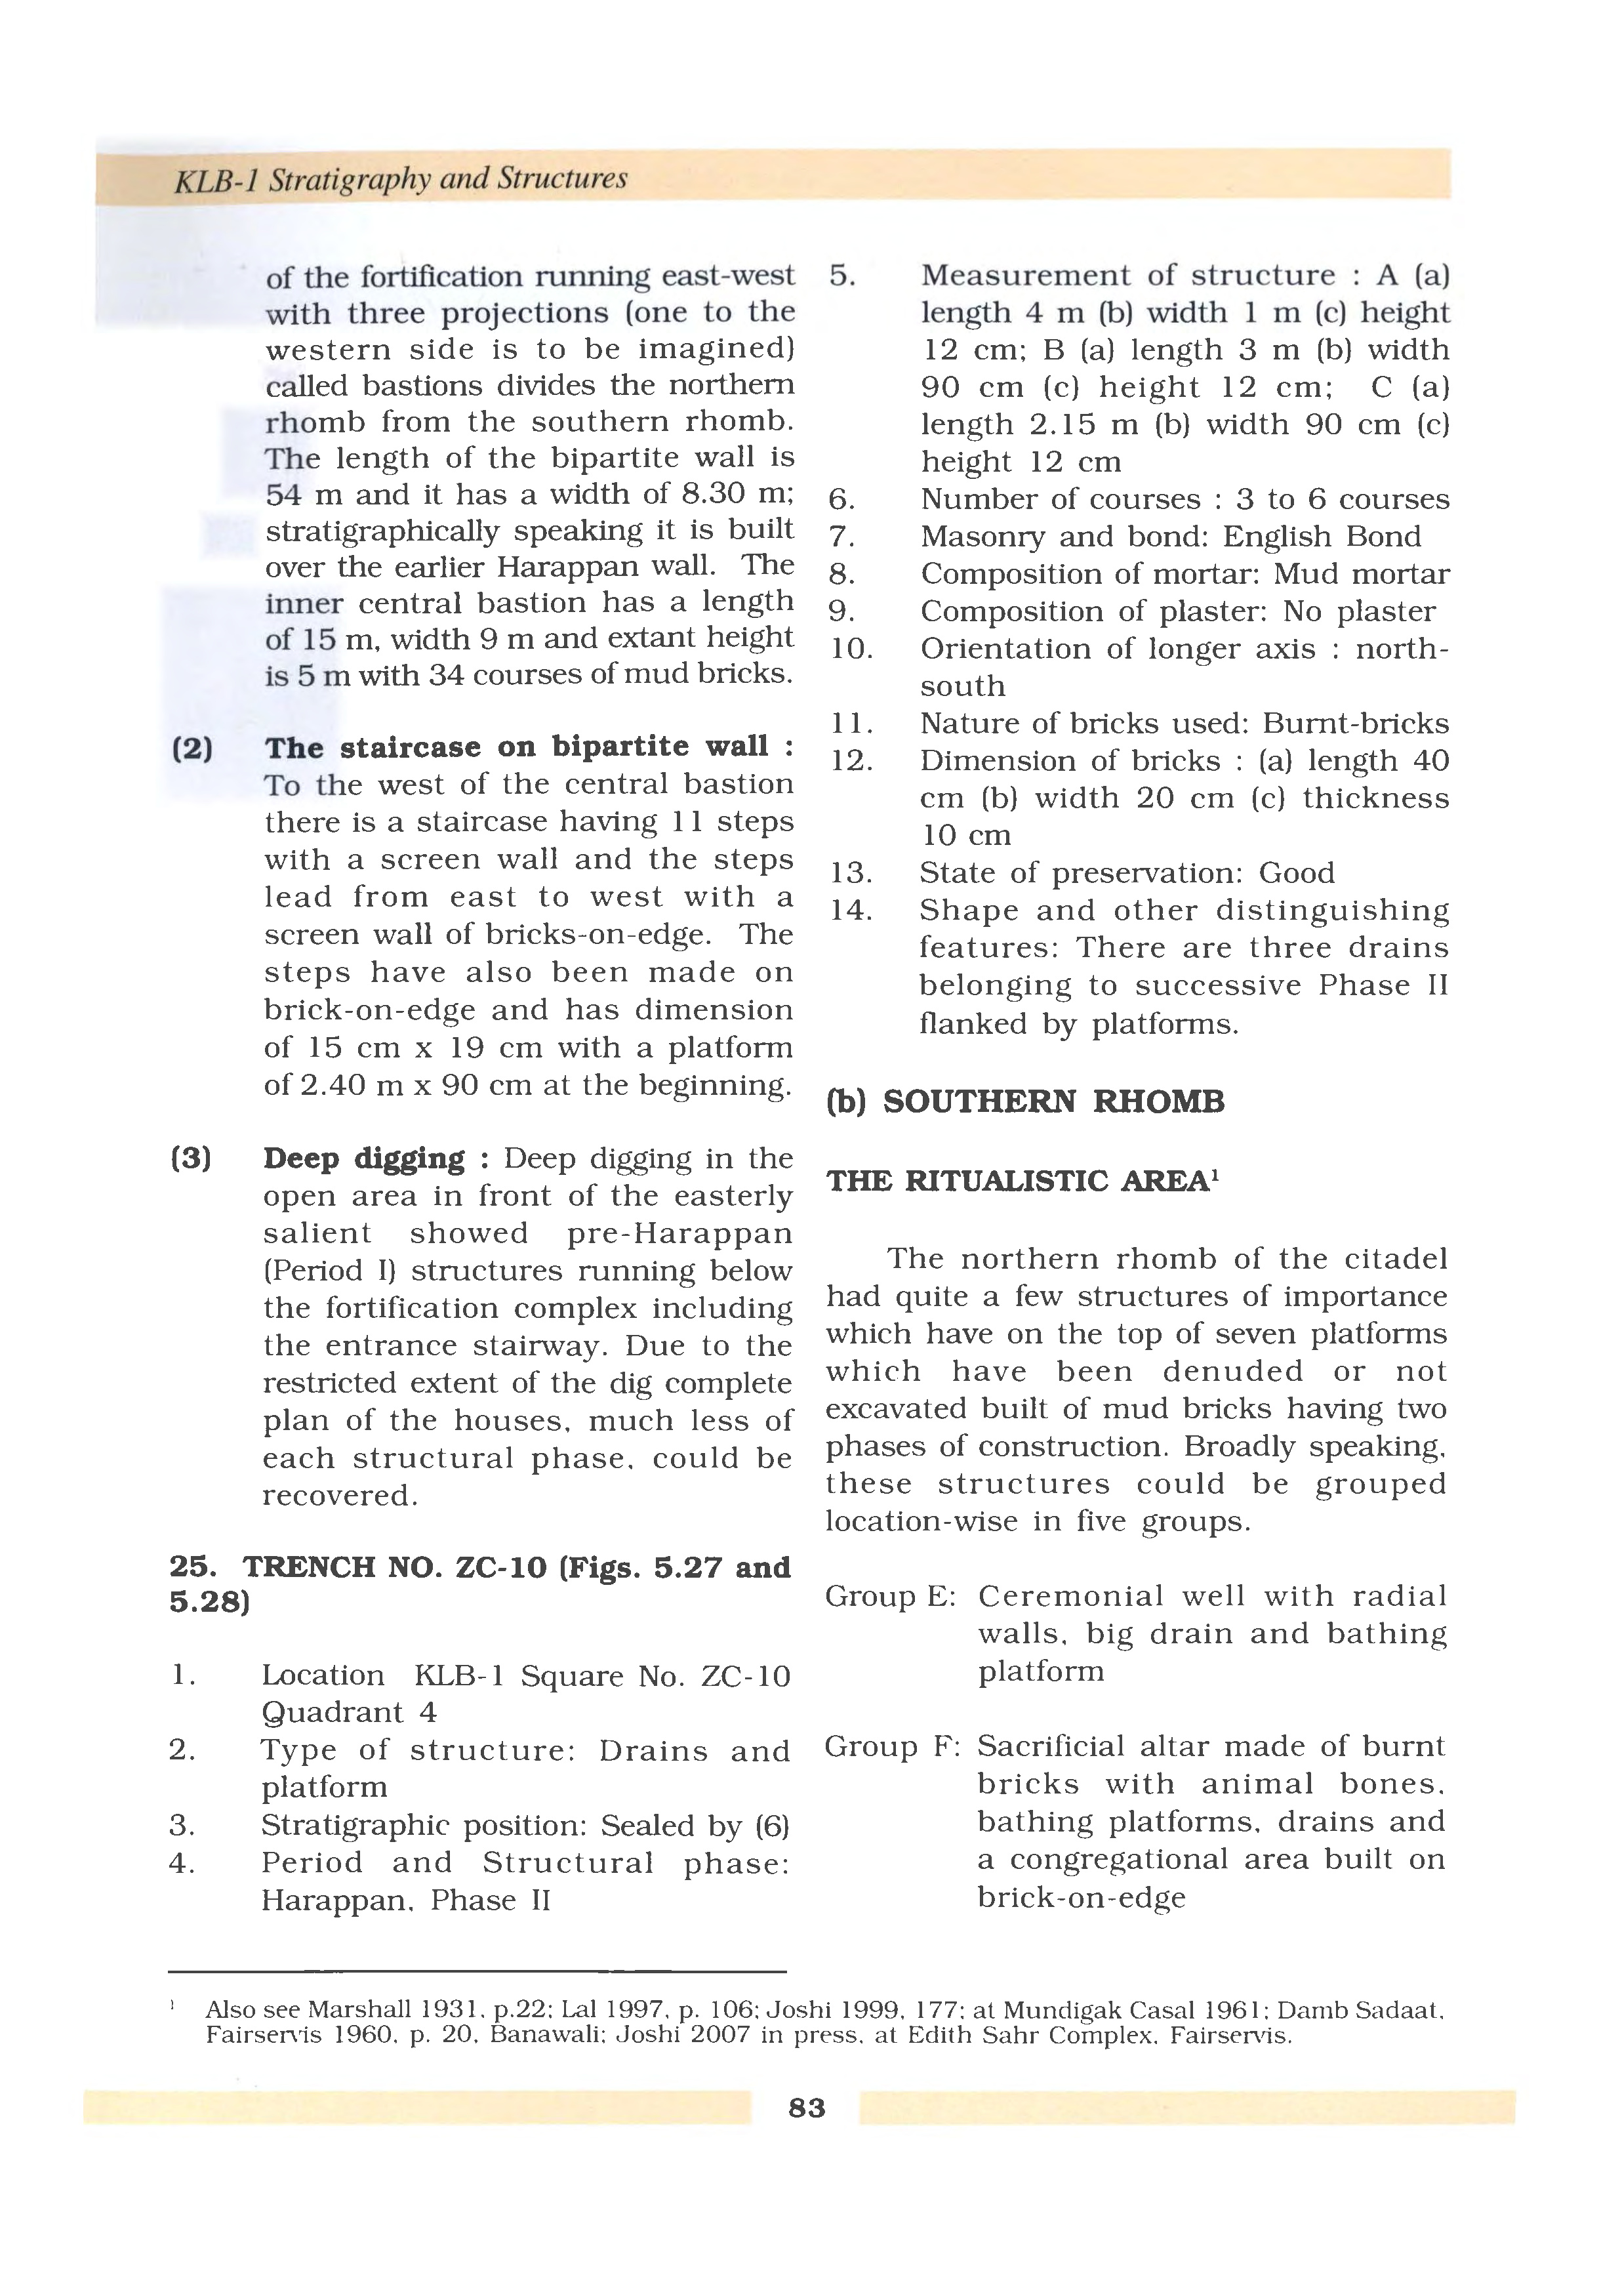 KLB-1 Stratigraphy and Structures
of the fortification running east-west
with three projections (one to the
western side is to be imagined)
called bastions divides the northern
rhomb from the southern rhomb.
The length of the bipartite wall is
54 m and it has a width of 8.30 m;
stratigraphically speaking it is built
over the earlier Harappan wall. The
inner central bastion has a length
of 15 m, width 9 m and extant height
is 5 m with 34 courses of mud bricks.
(2) The staircase on bipartite wall :
To the west of the central bastion
there is a staircase having 11 steps
with a screen wall and the steps
lead from east to west with a
screen wall of bricks-on-edge. The
steps have also been made on
brick-on-edge and has dimension
of 15 cm x 19 cm with a platform
of 2.40 m x 90 cm at the beginning.
(3) Deep digging : Deep digging in the
open area in front of the easterly
salient showed pre-Harappan
(Period I) structures running below
the fortification complex including
the entrance stairway. Due to the
restricted extent of the dig complete
plan of the houses, much less of
each structural phase, could be
recovered.
25. TRENCH NO. ZC-10 (Figs. 5.27 and
5.28)
1. Location KLB-1 Square No. ZC-10
Quadrant 4
2. Type of structure: Drains and
platform
3. Stratigraphic position: Sealed by (6)
4. Period and Structural phase:
Harappan, Phase II
5. Measurement of structure : A (a)
length 4 m (b) width 1 m (c) height
12 cm; B (a) length 3 m (b) width
90 cm (c) height 12 cm; C (a)
length 2.15 m (b) width 90 cm (c)
height 12 cm
6. Number of courses : 3 to 6 courses
7. Masonry and bond: English Bond
8. Composition of mortar: Mud mortar
9. Composition of plaster: No plaster
10. Orientation of longer axis : north-
south
11. Nature of bricks used: Burnt-bricks
12. Dimension of bricks : (a) length 40
cm (b) width 20 cm (c) thickness
10 cm
13. State of preservation: Good
14. Shape and other distinguishing
features: There are three drains
belonging to successive Phase II
flanked by platforms.
(b) SOUTHERN RHOMB
THE RITUALISTIC AREA¹
The northern rhomb of the citadel
had quite a few structures of importance
which have on the top of seven platforms
which have been denuded or not
excavated built of mud bricks having two
phases of construction. Broadly speaking,
these structures could be grouped
location-wise in five groups.
Group E: Ceremonial well with radial
walls, big drain and bathing
platform
Group F: Sacrificial altar made of burnt
bricks with animal bones,
bathing platforms, drains and
a congregational area built on
brick-on-edge
¹ Also see Marshall 1931, p.22; Lal 1997, p. 106; Joshi 1999, 177; at Mundigak Casal 1961; Damb Sadaat,
Fairservis 1960, p. 20, Banawali; Joshi 2007 in press, at Edith Sahr Complex, Fairservis.
83